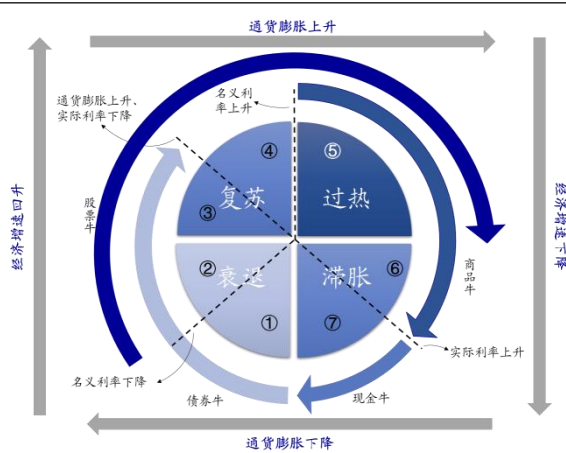 通货膨胀上升
名义利
率上升
通货膨胀上升、
实际利率下降
④
⑤
经济增速回升
股票牛
③
复苏
过热
经济增速下降
商品牛
②
衰退
滞胀
⑥
①
⑦
实际利率上升
名义利率下降
债券牛
现金牛
通货膨胀下降